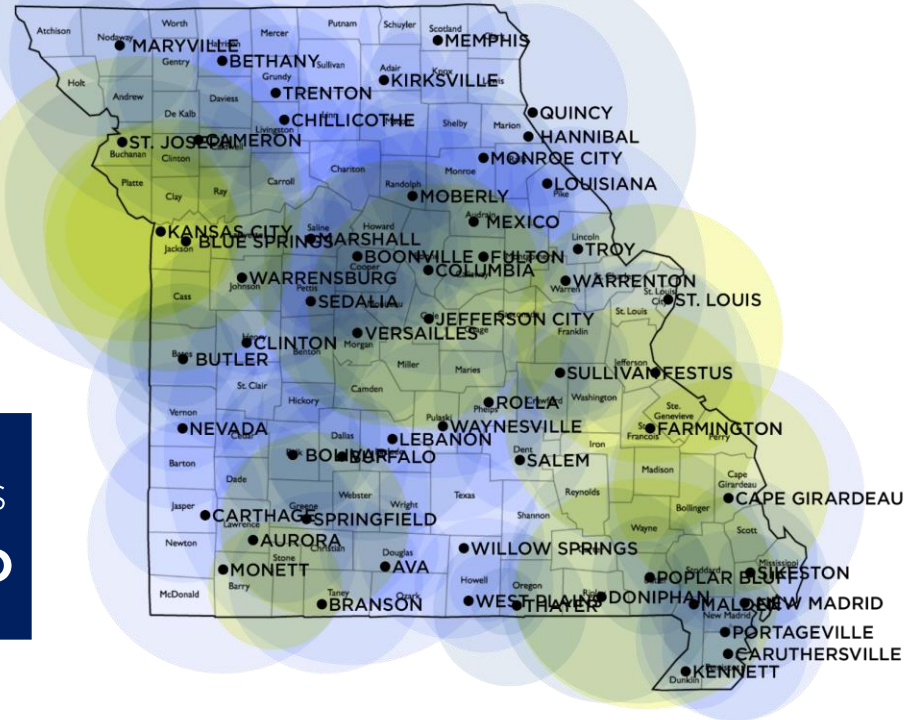 Worth
Putnam
Schuyler
Scotland
Atchison
Nodaway
Mercer
MEMPHIS
MARYVILLE
BETHANY
Gentry
Sullivan
Adair
Knox
Holt
Grundy
KIRKSVILLE
Andrew
Daviess
TRENTON
De Kalb
CHILLICOTHE
Livingston
Shelby
Marion
QUINCY
HANNIBAL
ST. JOSEPH
CAMERON
Buchanan
Clinton
MONROE CITY
Chariton
Monroe
Platte
Ray
Carroll
Randolph
LOUISIANA
Clay
MOBERLY
Pike
Audrain
MEXICO
KANSAS CITY
Saline
Howard
Lincoln
BLUE SPRINGS
MARSHALL
Jackson
TROY
BOONVILLE
FULTON
Cooper
COLUMBIA
WARRENSBURG
Johnson
Pettis
WARRENTON
Warren
St. Louis
City
ST. LOUIS
Cass
SEDALIA
St. Louis
JEFFERSON CITY
Osage
Franklin
VERSAILLES
Morgan
CLINTON
Benton
Bates
BUTLER
Miller
Maries
Jefferson
SULLIVAN
FESTUS
St. Clair
Camden
Hickory
Crawford
Washington
ROLLA
Phelps
Ste.
Genevieve
Vernon
Pulaski
WAYNESVILLE
NEVADA
Cedar
Dallas
St.
Francois
FARMINGTON
Perry
LEBANON
Iron
Polk
BOLIVAR
BUFFALO
Dent
SALEM
Barton
Madison
Dade
Cape
Girardeau
Webster
Texas
Reynolds
CAPE GIRARDEAU
Jasper
Greene
Wright
Bollinger
CARTHAGE
SPRINGFIELD
Shannon
Lawrence
Wayne
Scott
Newton
AURORA
Christian
WILLOW SPRINGS
Stone
Douglas
Mississippi
MONETT
AVA
Stoddard
SIKESTON
Barry
Howell
Oregon
POPLAR BLUFF
McDonald
Taney
Ozark
WEST PLAINS
Ripley
DONIPHAN
BRANSON
THAYER
MALDEN
NEW MADRID
New Madrid
PORTAGEVILLE
CARUTHERSVILLE
KENNETT
Dunklin
S